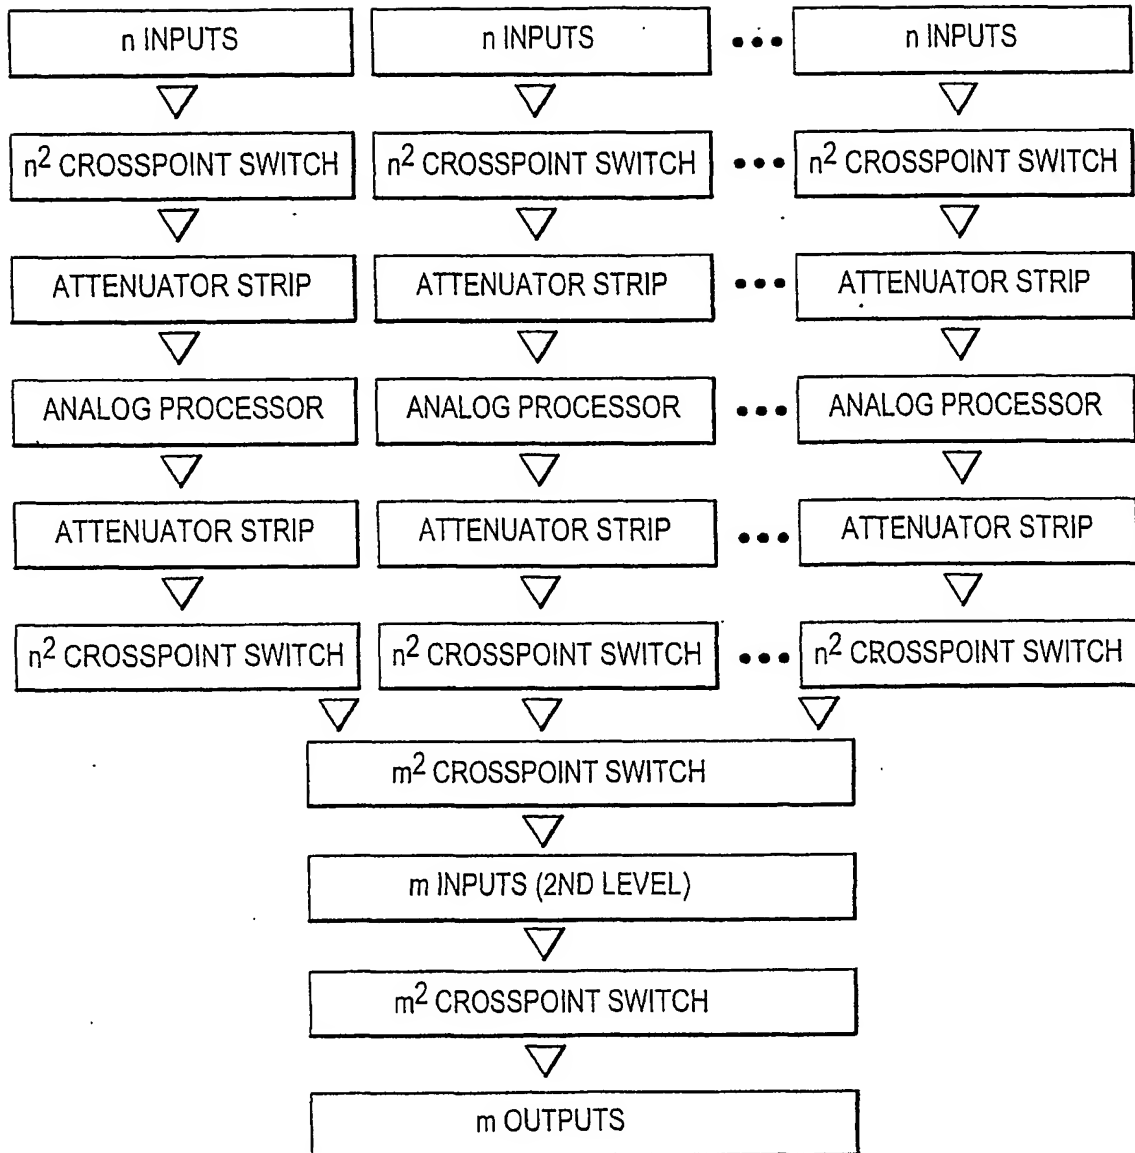 n INPUTS n INPUTS ••• n INPUTS
n² CROSSPOINT SWITCH n² CROSSPOINT SWITCH ••• n² CROSSPOINT SWITCH
ATTENUATOR STRIP ATTENUATOR STRIP ••• ATTENUATOR STRIP
ANALOG PROCESSOR ANALOG PROCESSOR ••• ANALOG PROCESSOR
ATTENUATOR STRIP ATTENUATOR STRIP ••• ATTENUATOR STRIP
n² CROSSPOINT SWITCH n² CROSSPOINT SWITCH ••• n² CROSSPOINT SWITCH
m² CROSSPOINT SWITCH
m INPUTS (2ND LEVEL)
m² CROSSPOINT SWITCH
m OUTPUTS